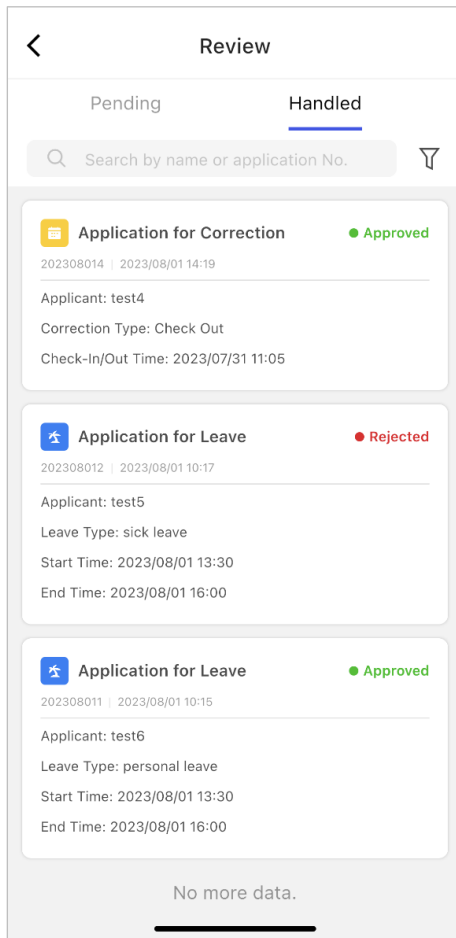 Review
Pending Handled
Search by name or application No.
Application for Correction Approved
202308014 | 2023/08/01 14:19
Applicant: test4
Correction Type: Check Out
Check-In/Out Time: 2023/07/31 11:05
Application for Leave Rejected
202308012 | 2023/08/01 10:17
Applicant: test5
Leave Type: sick leave
Start Time: 2023/08/01 13:30
End Time: 2023/08/01 16:00
Application for Leave Approved
202308011 | 2023/08/01 10:15
Applicant: test6
Leave Type: personal leave
Start Time: 2023/08/01 13:30
End Time: 2023/08/01 16:00
No more data.